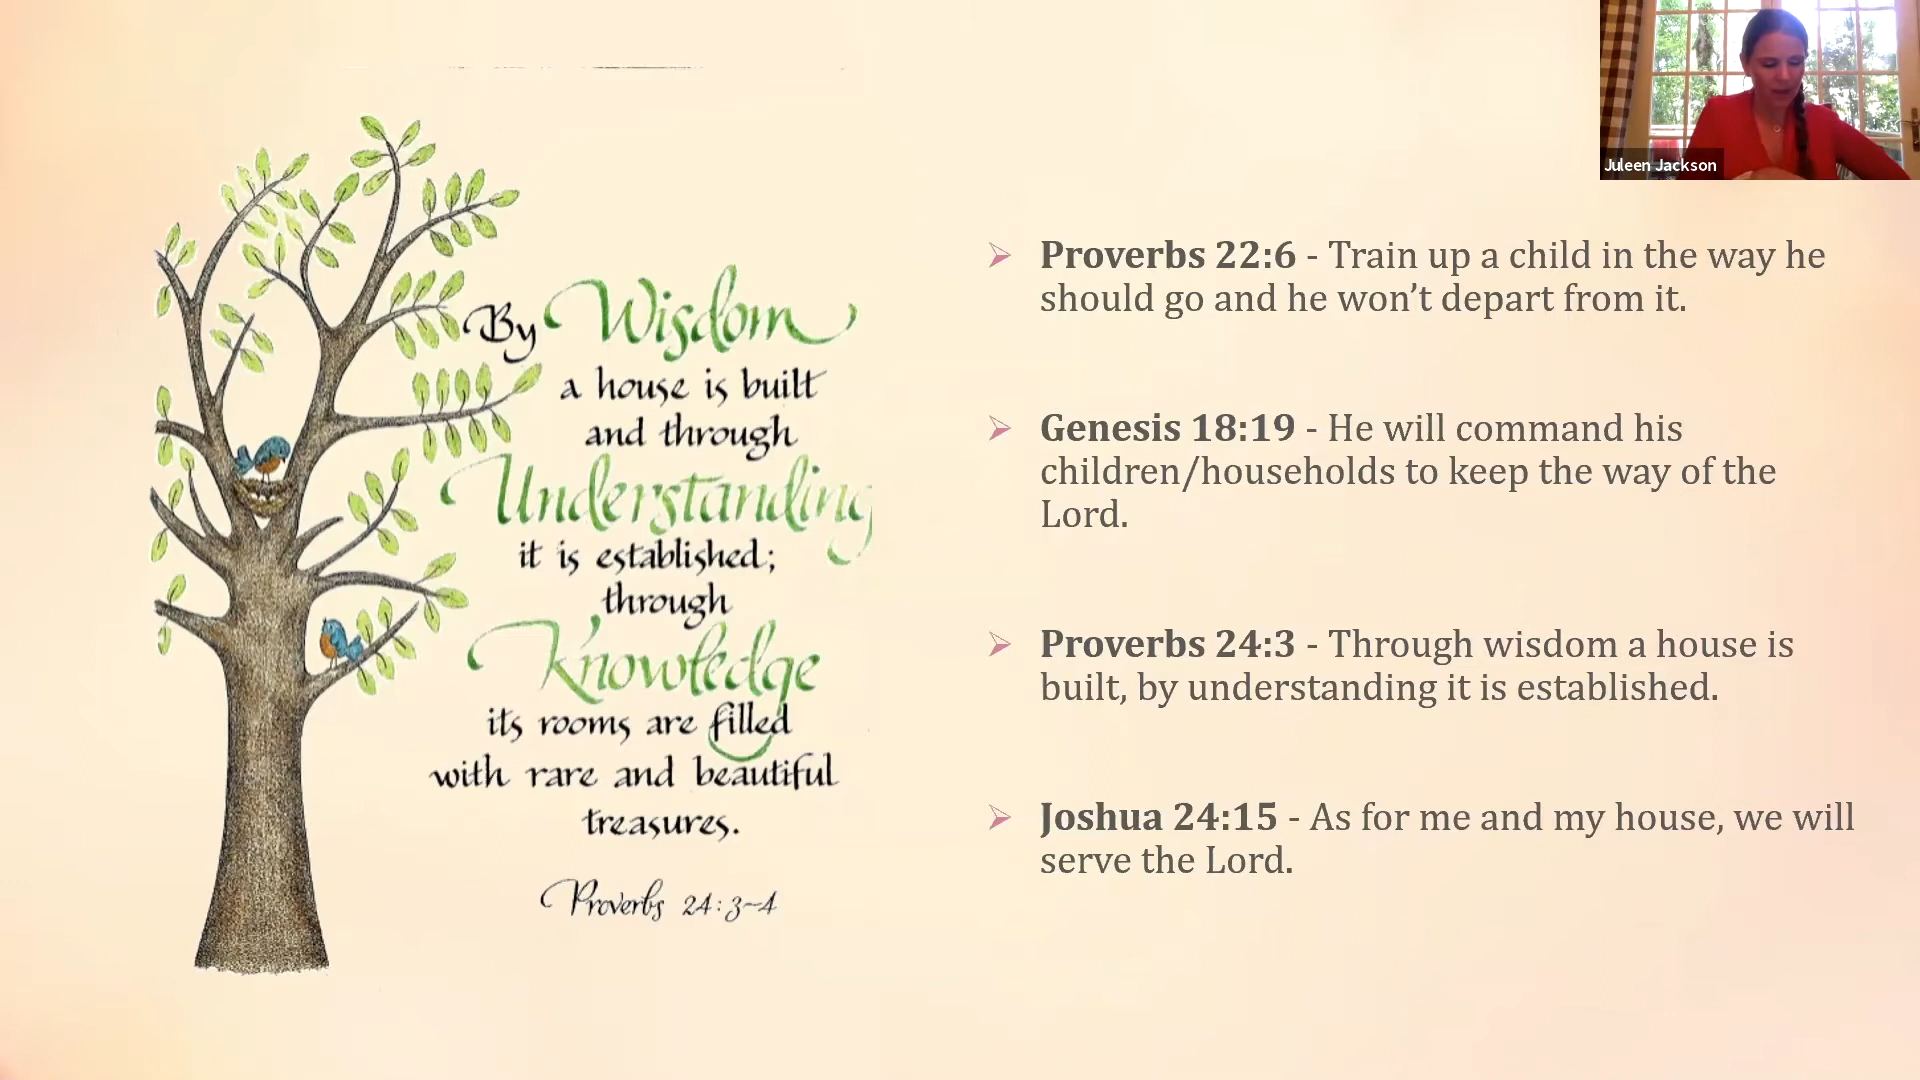 By Wisdom
a house is built
and through
Understanding
it is established;
through
Knowledge
its rooms are filled
with rare and beautiful
treasures.
Proverbs 24:3~4
Juleen Jackson
Proverbs 22:6 - Train up a child in the way he
should go and he won’t depart from it.
Genesis 18:19 - He will command his
children/households to keep the way of the
Lord.
Proverbs 24:3 - Through wisdom a house is
built, by understanding it is established.
Joshua 24:15 - As for me and my house, we will
serve the Lord.